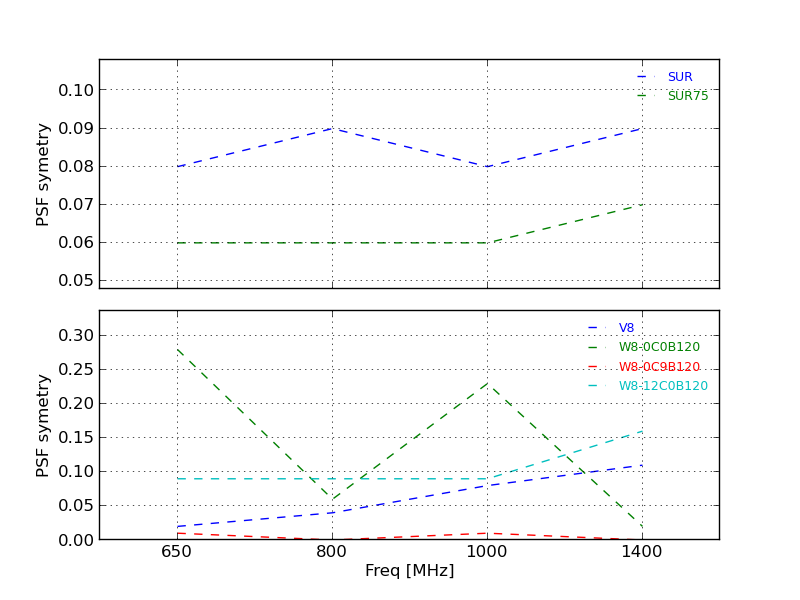 0.10
0.09
0.08
0.07
0.06
0.05
PSF symetry
SUR
SUR75
0.30
0.25
0.20
0.15
0.10
0.05
0.00
PSF symetry
V8
W8-0C0B120
W8-0C9B120
W8-12C0B120
650 800 1000 1400
Freq [MHz]